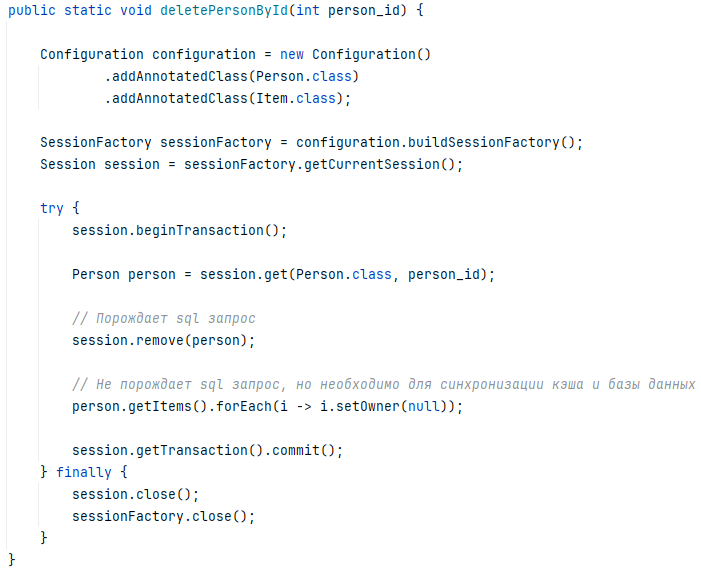 public static void deletePersonById(int person_id) {
Configuration configuration = new Configuration()
.addAnnotatedClass(Person.class)
.addAnnotatedClass(Item.class);
SessionFactory sessionFactory = configuration.buildSessionFactory();
Session session = sessionFactory.getCurrentSession();
try {
session.beginTransaction();
Person person = session.get(Person.class, person_id);
// Порождает sql запрос
session.remove(person);
// Не порождает sql запрос, но необходимо для синхронизации кэша и базы данных
person.getItems().forEach(i -> i.setOwner(null));
session.getTransaction().commit();
} finally {
session.close();
sessionFactory.close();
}
}